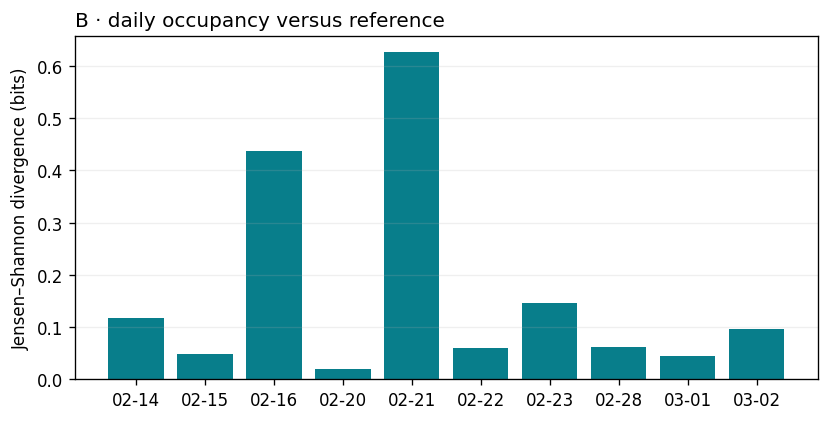 B · daily occupancy versus reference
Jensen–Shannon divergence (bits)
0.6
0.5
0.4
0.3
0.2
0.1
0.0
02-14 02-15 02-16 02-20 02-21 02-22 02-23 02-28 03-01 03-02